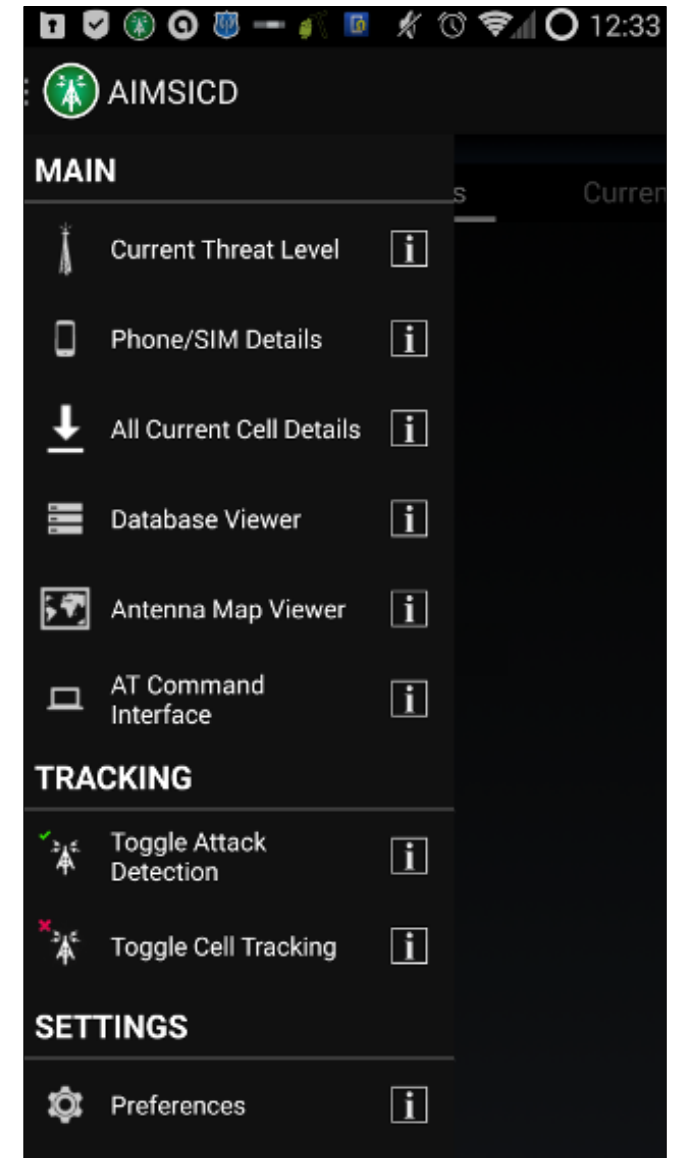 12:33
AIMSICD
MAIN
s
Curren
Current Threat Level
Phone/SIM Details
All Current Cell Details
Database Viewer
Antenna Map Viewer
AT Command
Interface
TRACKING
Toggle Attack
Detection
Toggle Cell Tracking
SETTINGS
Preferences